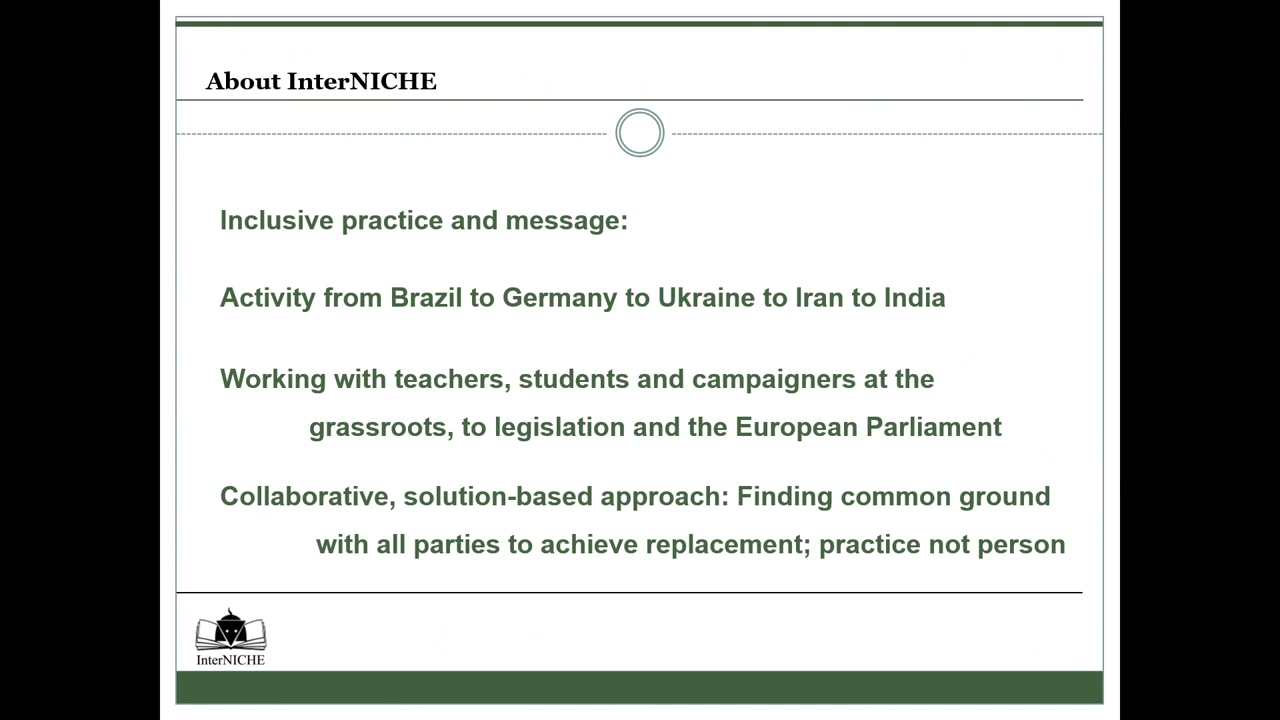 About InterNICHE
Inclusive practice and message:
Activity from Brazil to Germany to Ukraine to Iran to India
Working with teachers, students and campaigners at the
grassroots, to legislation and the European Parliament
Collaborative, solution-based approach: Finding common ground
with all parties to achieve replacement; practice not person
InterNICHE